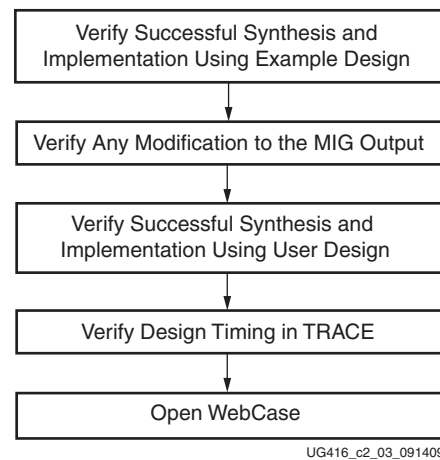 Verify Successful Synthesis and
Implementation Using Example Design
Verify Any Modification to the MIG Output
Verify Successful Synthesis and
Implementation Using User Design
Verify Design Timing in TRACE
Open WebCase
UG416_c2_03_091409